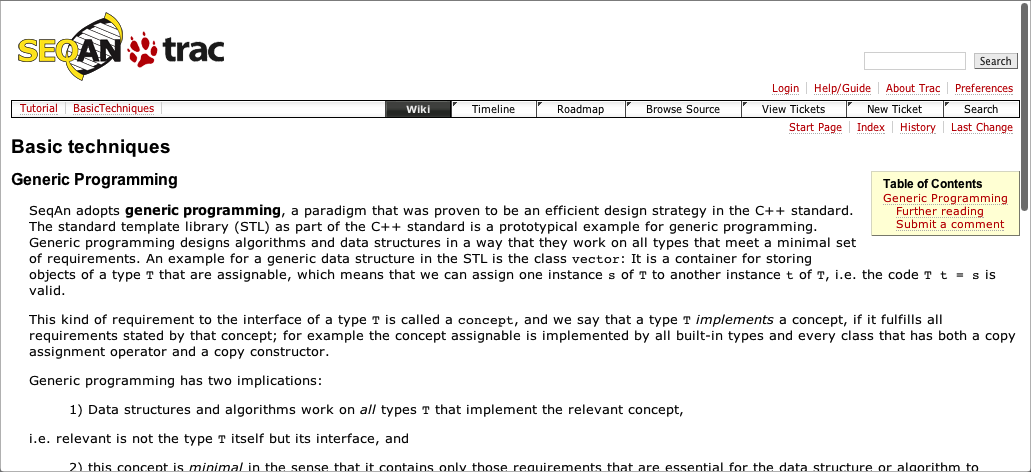 SEQAN trac
Search
Login Help/Guide About Trac Preferences
Tutorial BasicTechniques Wiki Timeline Roadmap Browse Source View Tickets New Ticket Search
Start Page Index History Last Change
Basic techniques
Generic Programming
Table of Contents
Generic Programming
Further reading
Submit a comment
SeqAn adopts generic programming, a paradigm that was proven to be an efficient design strategy in the C++ standard.
The standard template library (STL) as part of the C++ standard is a prototypical example for generic programming.
Generic programming designs algorithms and data structures in a way that they work on all types that meet a minimal set
of requirements. An example for a generic data structure in the STL is the class vector: It is a container for storing
objects of a type T that are assignable, which means that we can assign one instance s of T to another instance t of T, i.e. the code T t = s is
valid.
This kind of requirement to the interface of a type T is called a concept, and we say that a type T implements a concept, if it fulfills all
requirements stated by that concept; for example the concept assignable is implemented by all built-in types and every class that has both a copy
assignment operator and a copy constructor.
Generic programming has two implications:
1) Data structures and algorithms work on all types T that implement the relevant concept,
i.e. relevant is not the type T itself but its interface, and
2) this concept is minimal in the sense that it contains only those requirements that are essential for the data structure or algorithm to